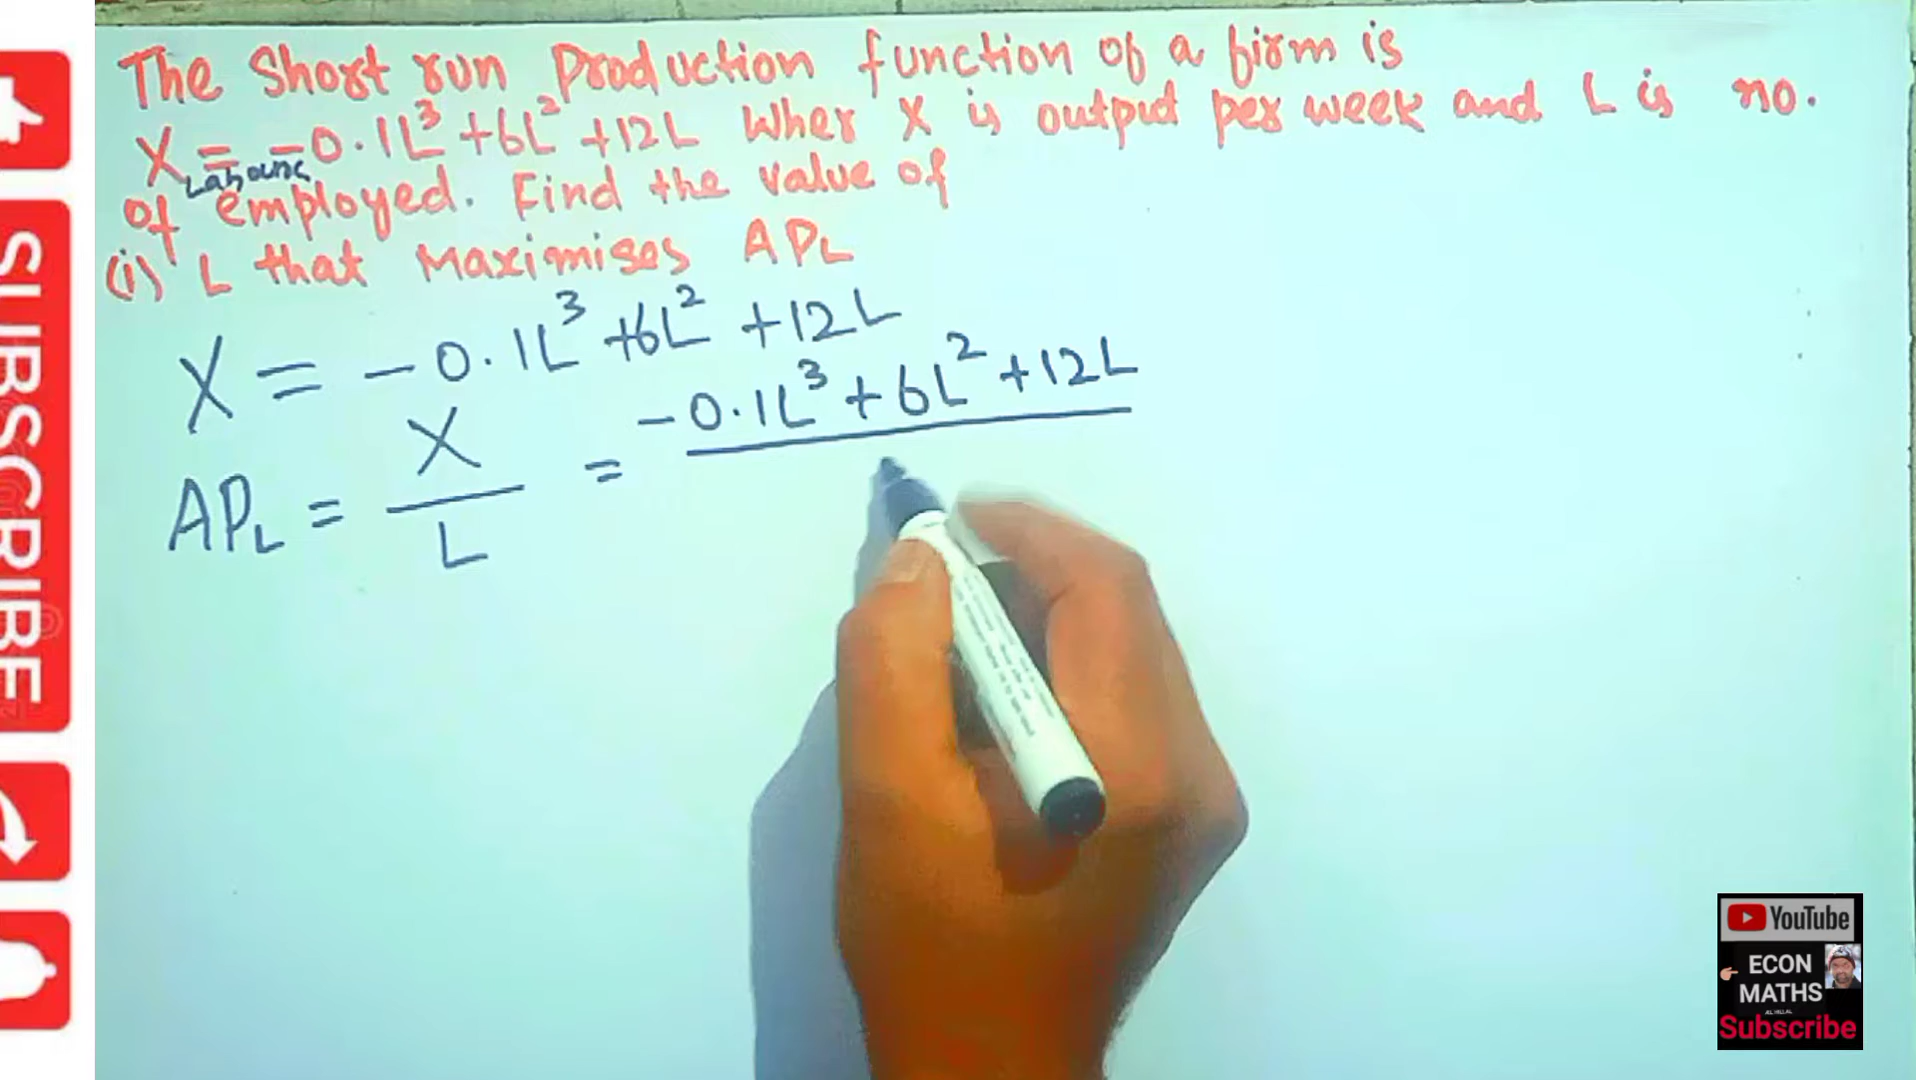 The Short run Production function of a firm is
X = -0.1L³ +6L² +12L Wher X is output per week and L is no.
Labourc
of employed. Find the value of
(i) L that Maximises APL
X = -0.1L³ +6L² +12L
APL = X/L = -0.1L³ + 6L² +12L
SUBSCRIBE
YouTube
ECON
MATHS
Subscribe